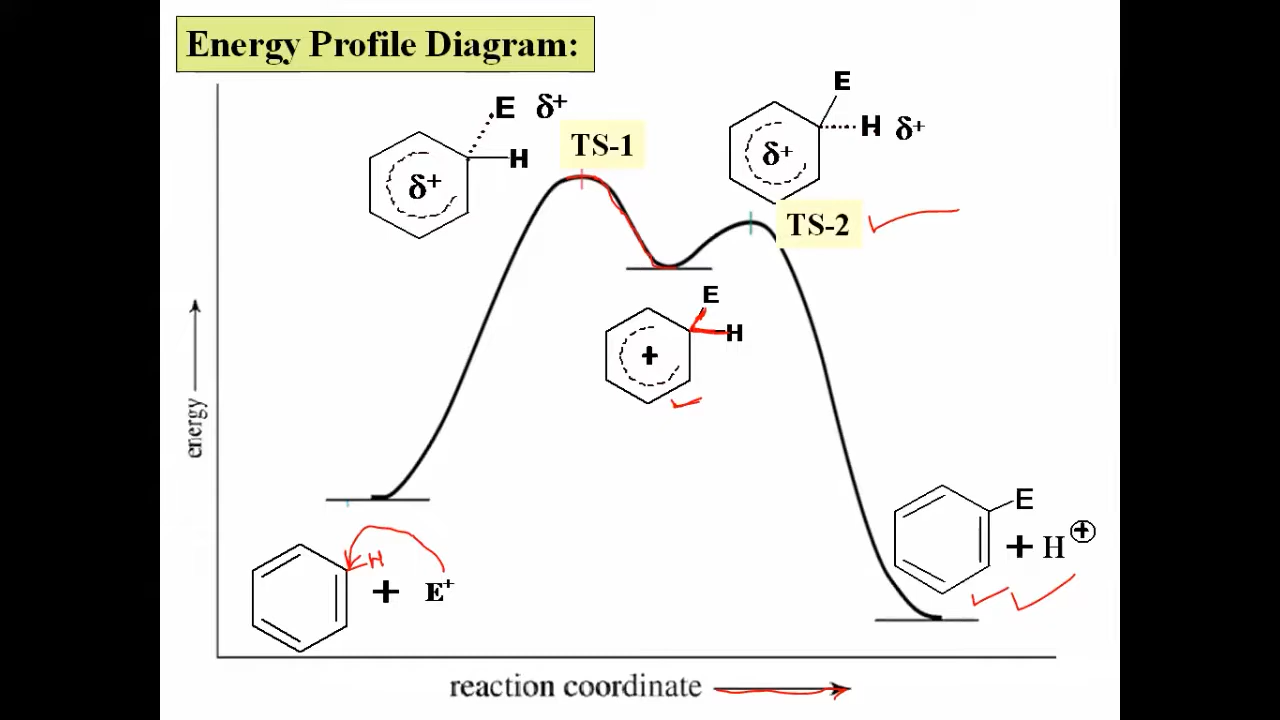 Energy Profile Diagram:
E δ+
H
δ+
TS-1
E
H δ+
δ+
TS-2
E
H
+
energy
H
+ E+
E
+ H⊕
reaction coordinate